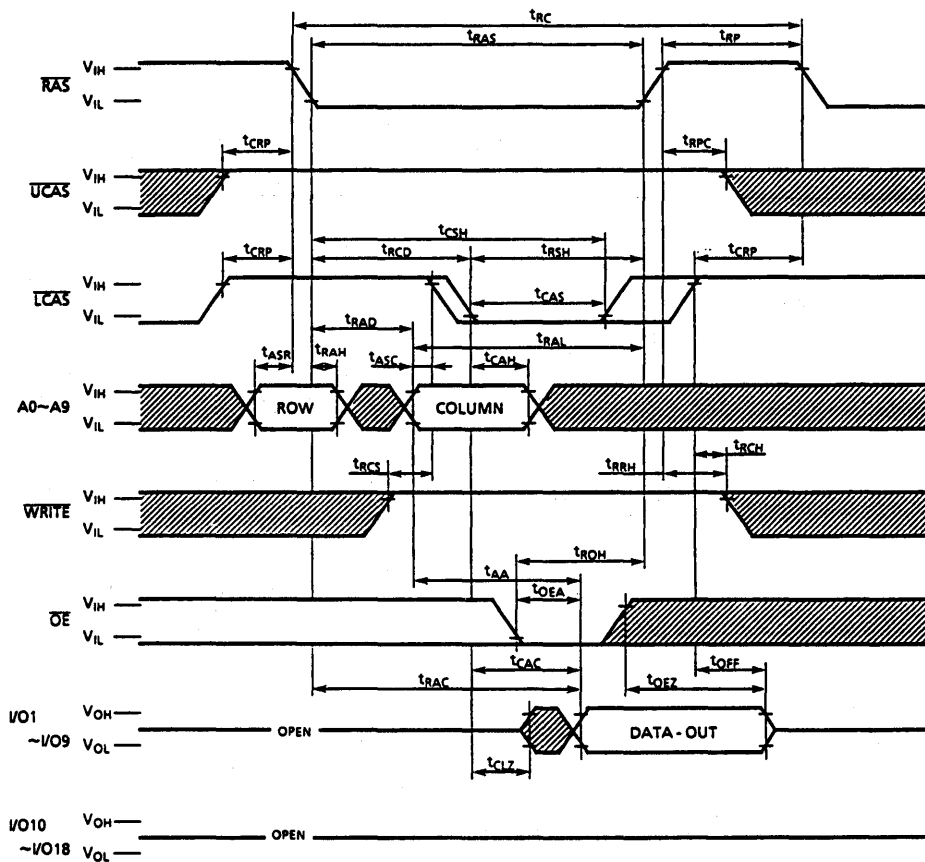 tRC
tRAS
tRP
RAS
VIH
VIL
tCRP
tRPC
UCAS
VIH
VIL
tCSH
tCRP
tRCD
tRSH
tCRP
LCAS
VIH
VIL
tCAS
tRAD
tRAL
tASR
tRAH
tASC
tCAH
A0~A9
VIH
VIL
ROW
COLUMN
tRCS
tRRH
tRCH
WRITE
VIH
VIL
tROH
tAA
tOEA
OE
VIH
VIL
tCAC
tOFF
tRAC
tOEZ
I/O1
~I/O9
VOH
VOL
OPEN
DATA - OUT
tCLZ
I/O10
~I/O18
VOH
VOL
OPEN